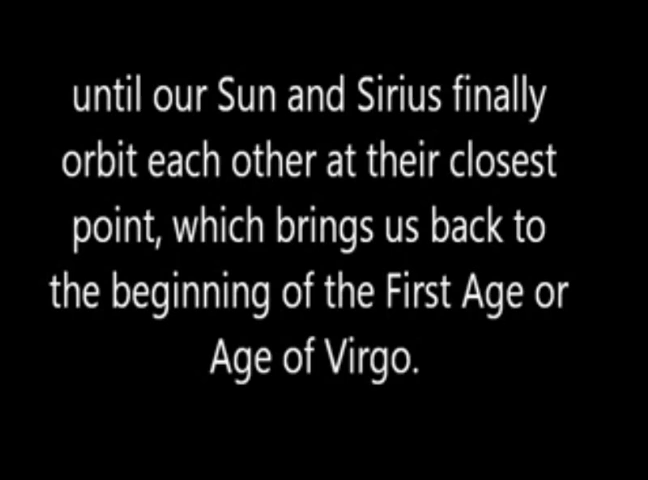 until our Sun and Sirius finally
orbit each other at their closest
point, which brings us back to
the beginning of the First Age or
Age of Virgo.